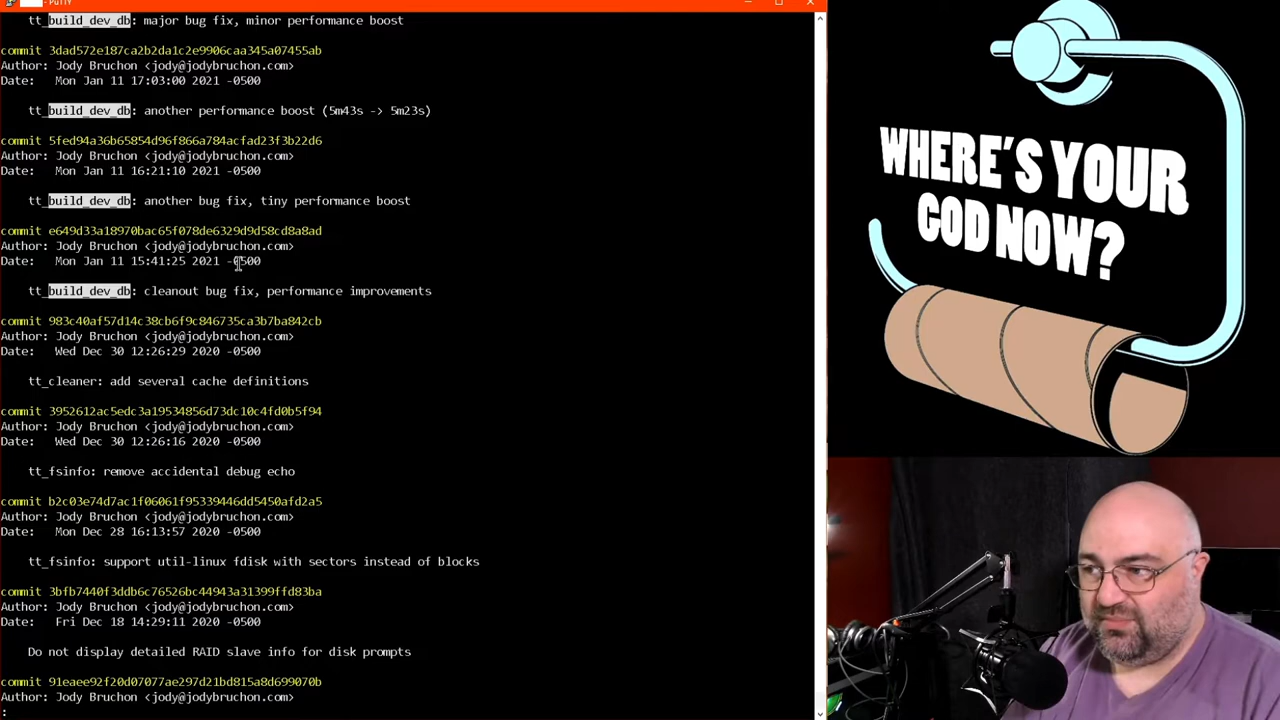 - PuTTY
tt_build_dev_db: major bug fix, minor performance boost
commit 3dad572e187ca2b2da1c2e9906caa345a07455ab
Author: Jody Bruchon <jody@jodybruchon.com>
Date:   Mon Jan 11 17:03:00 2021 -0500
tt_build_dev_db: another performance boost (5m43s -> 5m23s)
commit 5fed94a36b65854d96f866a784acfad23f3b22d6
Author: Jody Bruchon <jody@jodybruchon.com>
Date:   Mon Jan 11 16:21:10 2021 -0500
tt_build_dev_db: another bug fix, tiny performance boost
commit e649d33a18970bac65f078de6329d9d58cd8a8ad
Author: Jody Bruchon <jody@jodybruchon.com>
Date:   Mon Jan 11 15:41:25 2021 -0500
tt_build_dev_db: cleanout bug fix, performance improvements
commit 983c40af57d14c38cb6f9c846735ca3b7ba842cb
Author: Jody Bruchon <jody@jodybruchon.com>
Date:   Wed Dec 30 12:26:29 2020 -0500
tt_cleaner: add several cache definitions
commit 3952612ac5edc3a19534856d73dc10c4fd0b5f94
Author: Jody Bruchon <jody@jodybruchon.com>
Date:   Wed Dec 30 12:26:16 2020 -0500
tt_fsinfo: remove accidental debug echo
commit b2c03e74d7ac1f06061f95339446dd5450afd2a5
Author: Jody Bruchon <jody@jodybruchon.com>
Date:   Mon Dec 28 16:13:57 2020 -0500
tt_fsinfo: support util-linux fdisk with sectors instead of blocks
commit 3bfb7440f3ddb6c76526bc44943a31399ffd83ba
Author: Jody Bruchon <jody@jodybruchon.com>
Date:   Fri Dec 18 14:29:11 2020 -0500
Do not display detailed RAID slave info for disk prompts
commit 91eaee92f20d07077ae297d21bd815a8d699070b
Author: Jody Bruchon <jody@jodybruchon.com>
:
WHERE'S YOUR
GOD NOW?